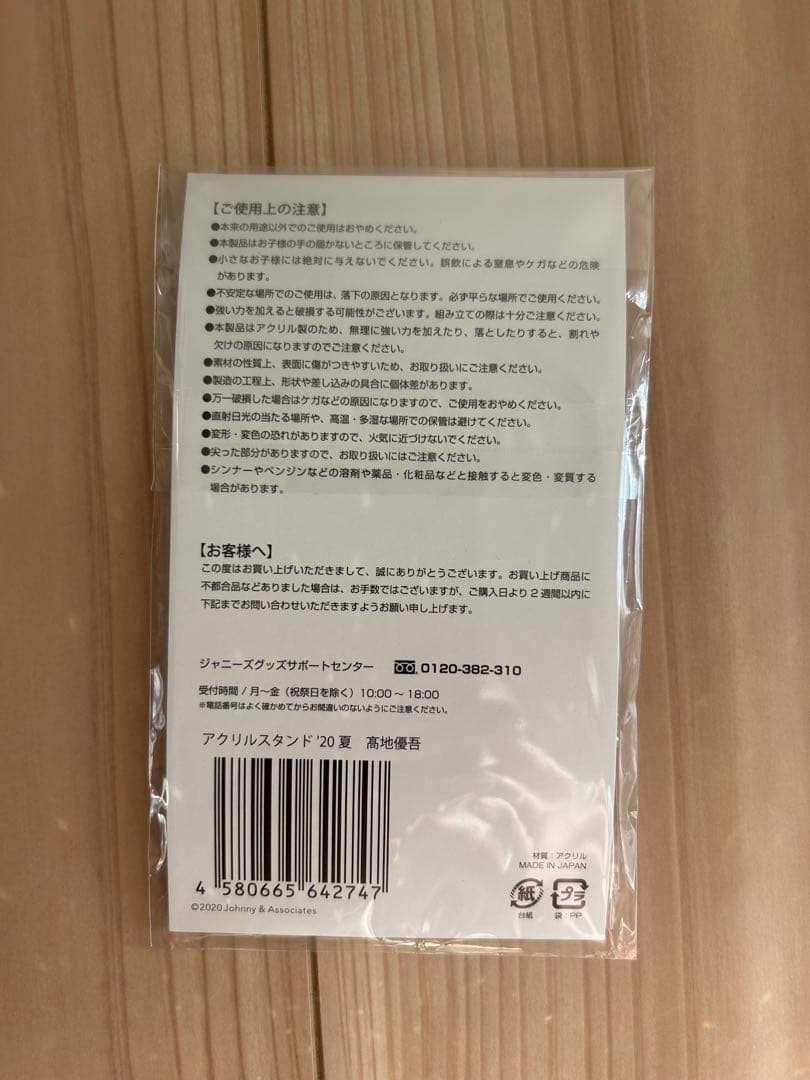 【ご使用上の注意】
●本来の用途以外でのご使用はおやめください。
●本製品はお子様の手の届かないところに保管してください。
●小さなお子様には絶対に与えないでください。誤飲による窒息やケガなどの危険
があります。
●不安定な場所でのご使用は、落下の原因となります。必ず平らな場所でご使用ください。
●強い力を加えると破損する可能性がございます。組み立ての際は十分ご注意ください。
●本製品はアクリル製のため、無理に強い力を加えたり、落としたりすると、割れや
欠けの原因になりますのでご注意ください。
●素材の性質上、表面に傷がつきやすいため、お取り扱いにご注意ください。
●製造の工程上、形状や差し込みの具合に個体差があります。
●万一破損した場合はケガなどの原因になりますので、ご使用をおやめください。
●直射日光の当たる場所や、高温・多湿な場所での保管は避けてください。
●変形・変色の恐れがありますので、火気に近づけないでください。
●尖った部分がありますので、お取り扱いにはご注意ください。
●シンナーやベンジンなどの溶剤や薬品・化粧品などと接触すると変色・変質する
場合があります。
【お客様へ】
この度はお買い上げいただきまして、誠にありがとうございます。お買い上げ商品に
不都合品などありました場合は、お手数ではございますが、ご購入日より2週間以内に
下記までお問い合わせいただきますようお願い申し上げます。
ジャニーズグッズサポートセンター 0120-382-310
受付時間 / 月〜金（祝祭日を除く）10:00〜18:00
※電話番号はよく確かめてからお間違いのないようにご注意ください。
アクリルスタンド '20 夏 髙地優吾
4 580665 642747
©2020 Johnny & Associates
材質：アクリル
MADE IN JAPAN
紙 プラ
台紙 袋：PP